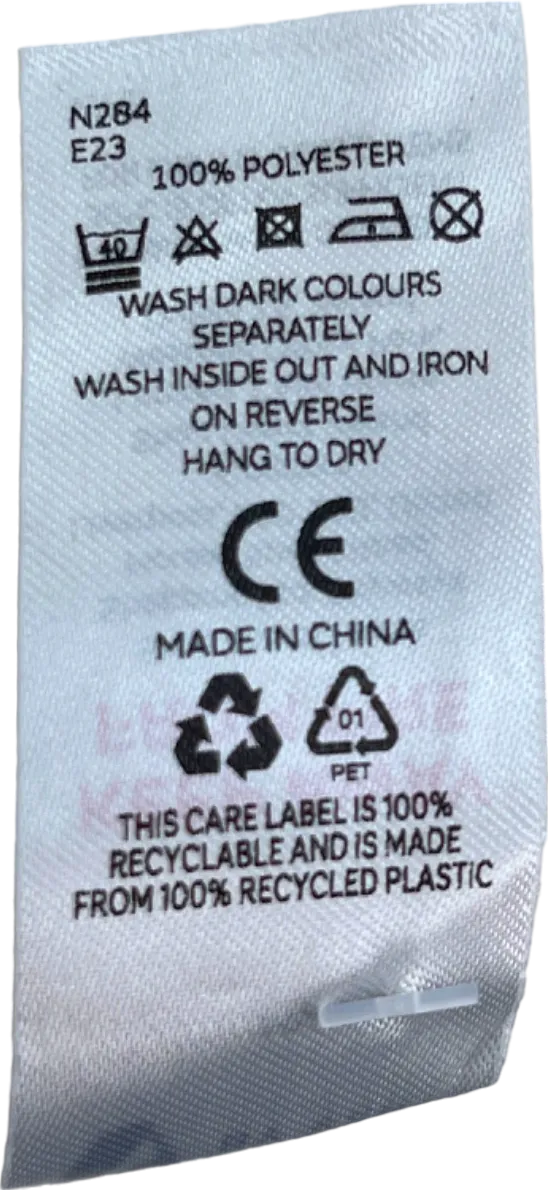 N284
E23
100% POLYESTER
40
WASH DARK COLOURS
SEPARATELY
WASH INSIDE OUT AND IRON
ON REVERSE
HANG TO DRY
CE
MADE IN CHINA
01
PET
THIS CARE LABEL IS 100%
RECYCLABLE AND IS MADE
FROM 100% RECYCLED PLASTIC